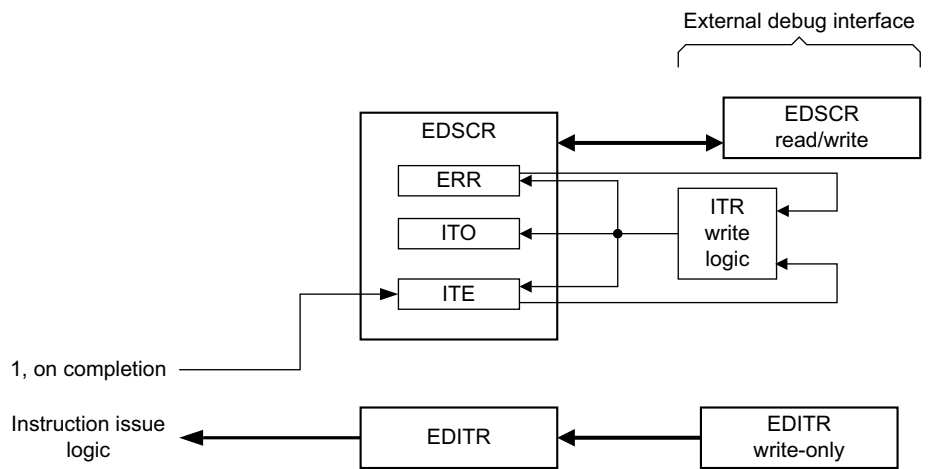 External debug interface
EDSCR
EDSCR
read/write
ERR
ITR
write
logic
ITO
ITE
1, on completion
Instruction issue
logic
EDITR
EDITR
write-only